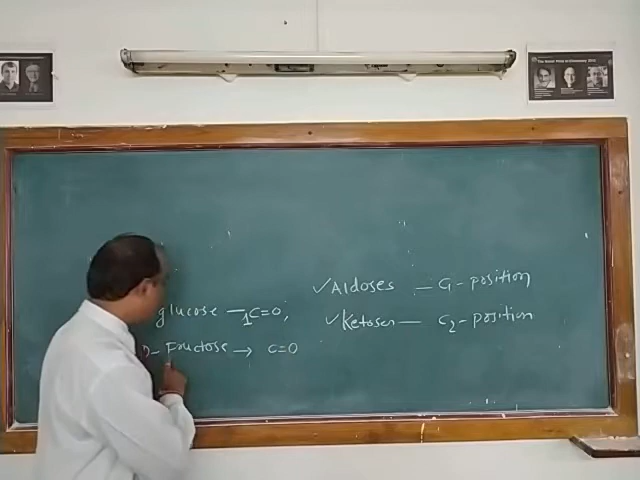 ✓Aldoses — C1-position
glucose — 1C=O;
✓Ketoses — C2-position
D- Fructose → C=O